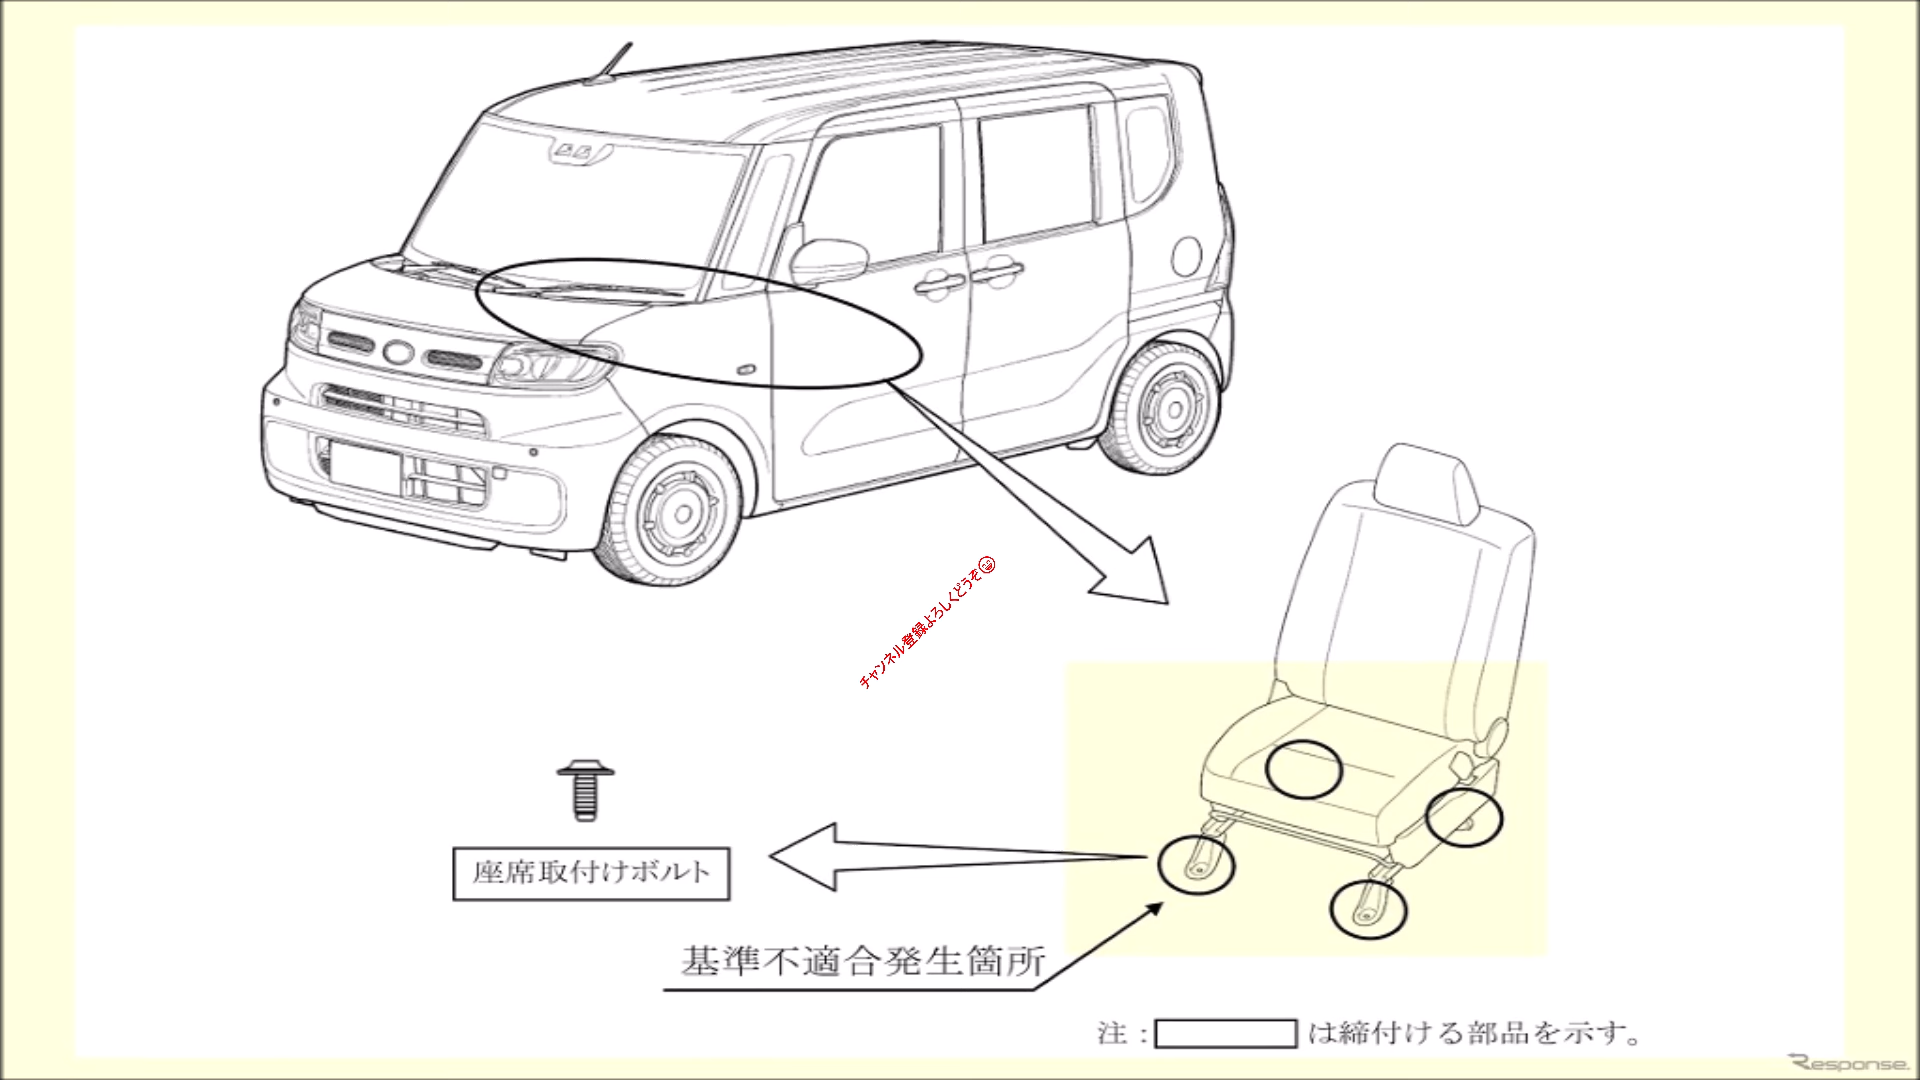 チャンネル登録よろしくどうぞ
座席取付けボルト
基準不適合発生箇所
注： は締付ける部品を示す。
Response.